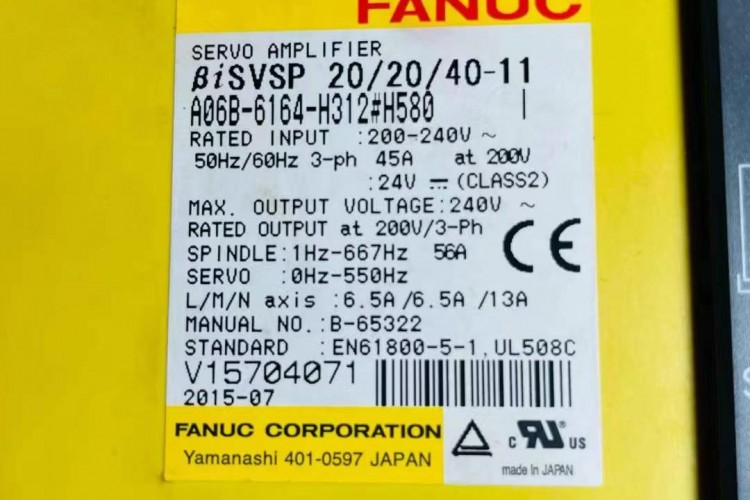 FANUC
SERVO AMPLIFIER
βiSVSP 20/20/40-11
A06B-6164-H312#H580 I
RATED INPUT :200-240V ~
50Hz/60Hz 3-ph 45A at 200V
:24V ⎓ (CLASS2)
MAX. OUTPUT VOLTAGE:240V ~
RATED OUTPUT at 200V/3-Ph
SPINDLE:1Hz-667Hz 56A
SERVO :0Hz-550Hz
L/M/N axis :6.5A /6.5A /13A
CE
MANUAL NO.:B-65322
STANDARD :EN61800-5-1,UL508C
V15704071
2015-07
FANUC CORPORATION
Yamanashi 401-0597 JAPAN
c RU US
made In JAPAN